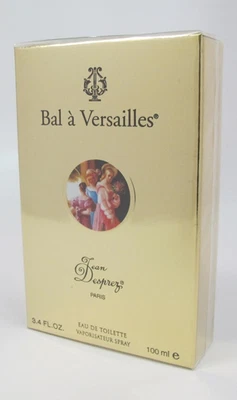 Bal à Versailles®
Jean
Desprez®
PARIS
3.4 FL.OZ.
EAU DE TOILETTE
VAPORISATEUR SPRAY
100 ml e